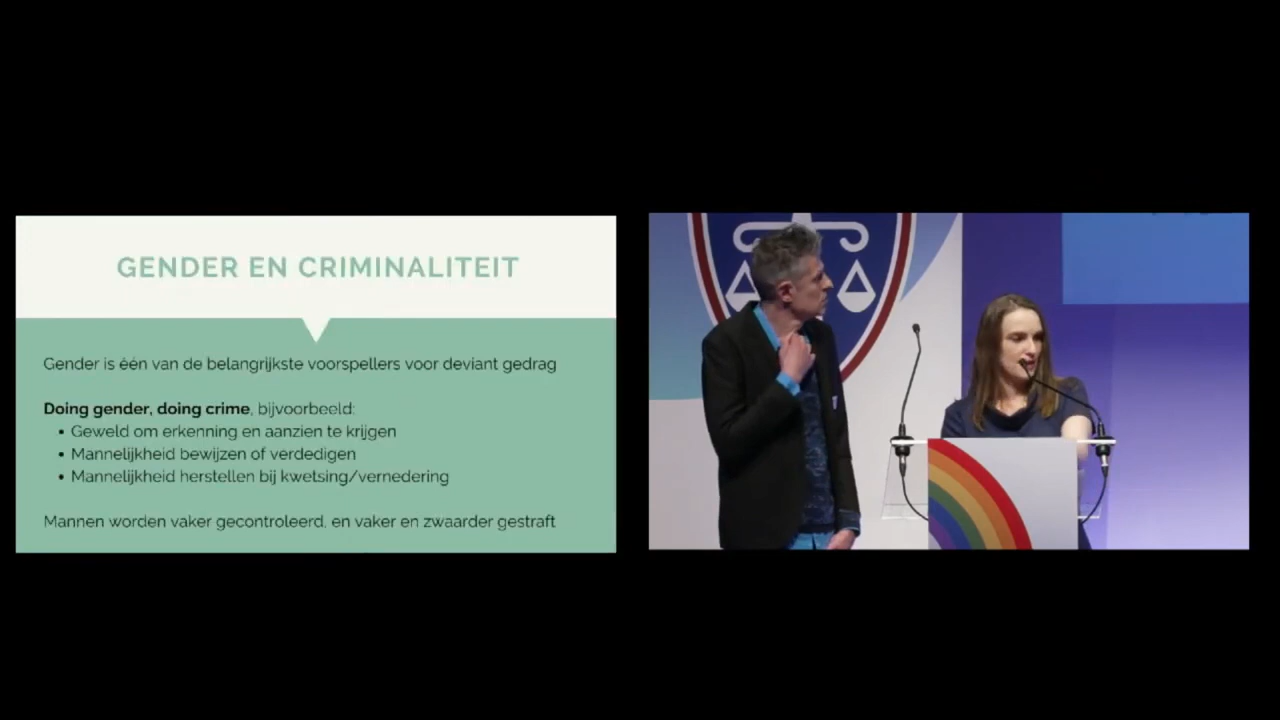 GENDER EN CRIMINALITEIT
Gender is één van de belangrijkste voorspellers voor deviant gedrag
Doing gender, doing crime, bijvoorbeeld:
• Geweld om erkenning en aanzien te krijgen
• Mannelijkheid bewijzen of verdedigen
• Mannelijkheid herstellen bij kwetsing/vernedering
Mannen worden vaker gecontroleerd, en vaker en zwaarder gestraft